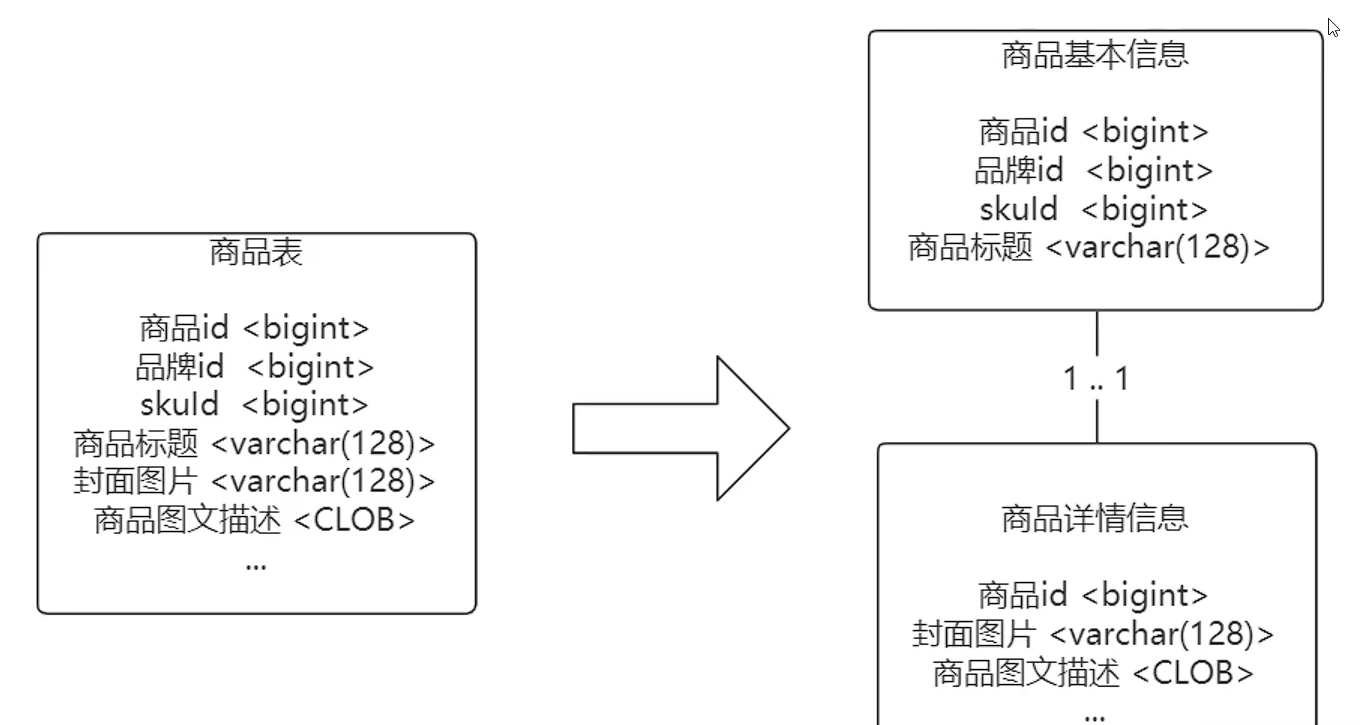 商品表
商品id <bigint>
品牌id <bigint>
skuId <bigint>
商品标题 <varchar(128)>
封面图片 <varchar(128)>
商品图文描述 <CLOB>
...
商品基本信息
商品id <bigint>
品牌id <bigint>
skuId <bigint>
商品标题 <varchar(128)>
1 .. 1
商品详情信息
商品id <bigint>
封面图片 <varchar(128)>
商品图文描述 <CLOB>
...